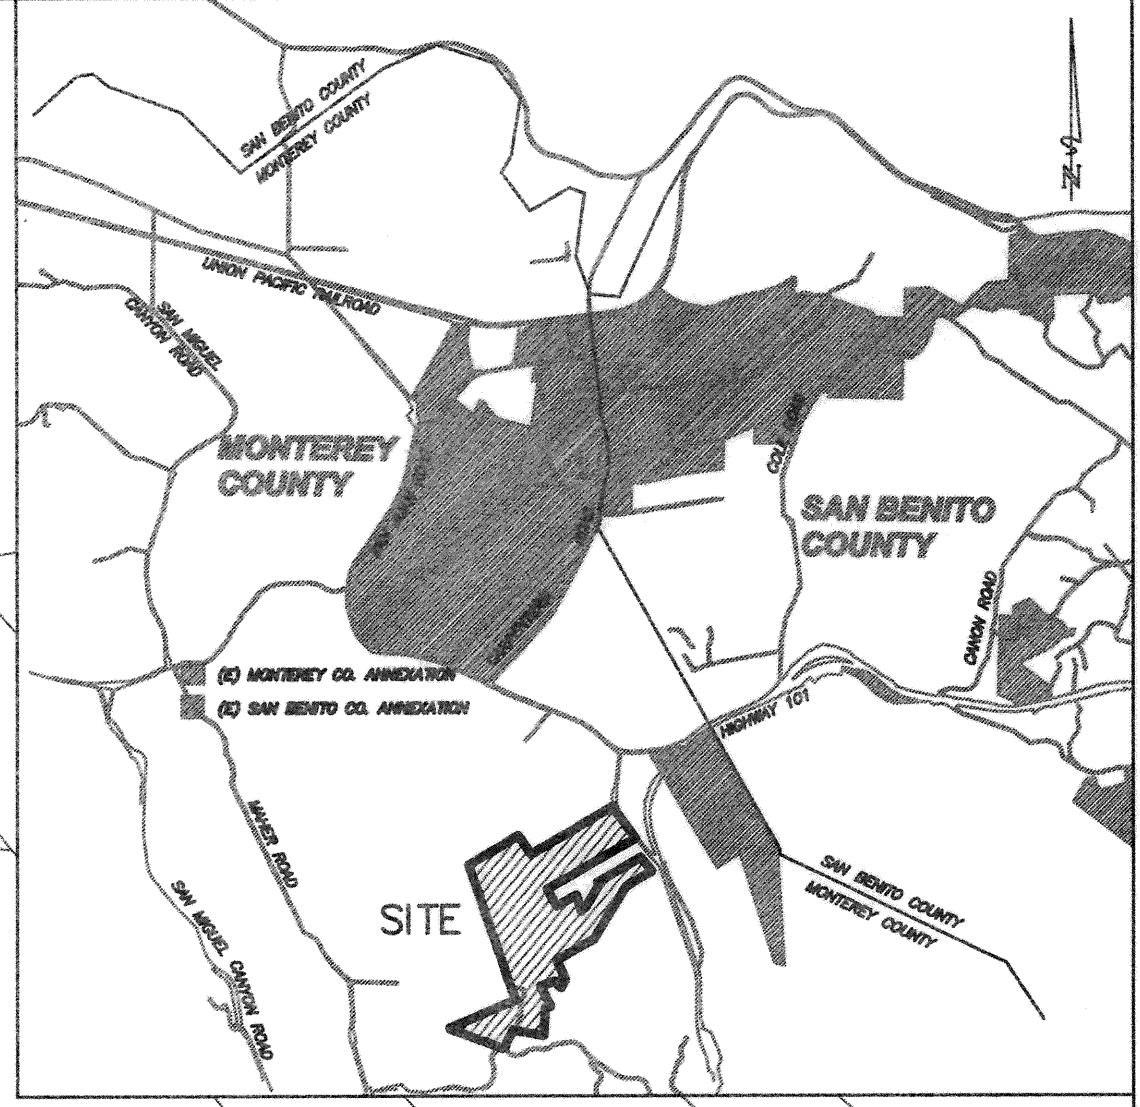 SAN BENITO COUNTY
MONTEREY COUNTY
N
UNION PACIFIC RAILROAD
SAN MIGUEL
CANYON ROAD
MONTEREY
COUNTY
COLE ROAD
SAN BENITO
COUNTY
CANON ROAD
(E) MONTEREY CO. ANNEXATION
(E) SAN BENITO CO. ANNEXATION
HIGHWAY 101
MAHER ROAD
SAN BENITO COUNTY
MONTEREY COUNTY
SITE
SAN MIGUEL CANYON ROAD